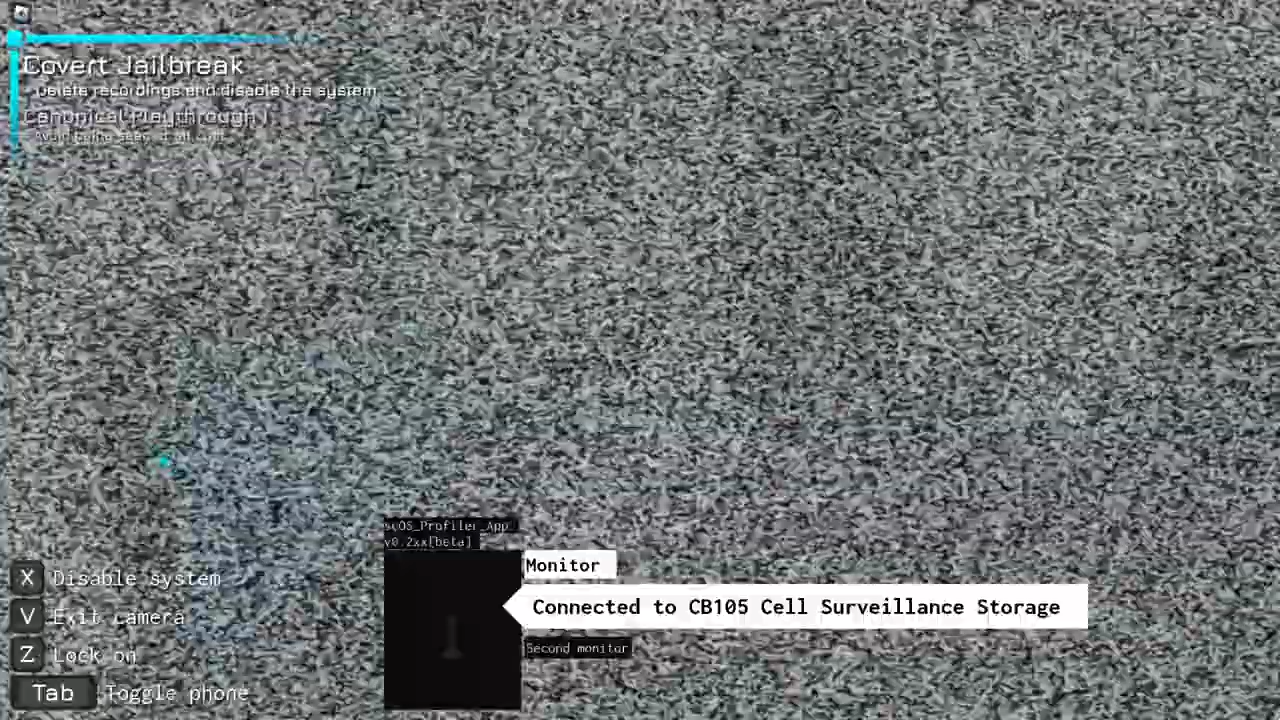 Covert Jailbreak
- Delete recordings and disable the system
Canonical Playthrough I
scOS_Profiler_App
v0.2xx[beta]
Monitor
Connected to CB105 Cell Surveillance Storage
Second monitor
X Disable system
V Exit camera
Z Lock on
Tab Toggle phone